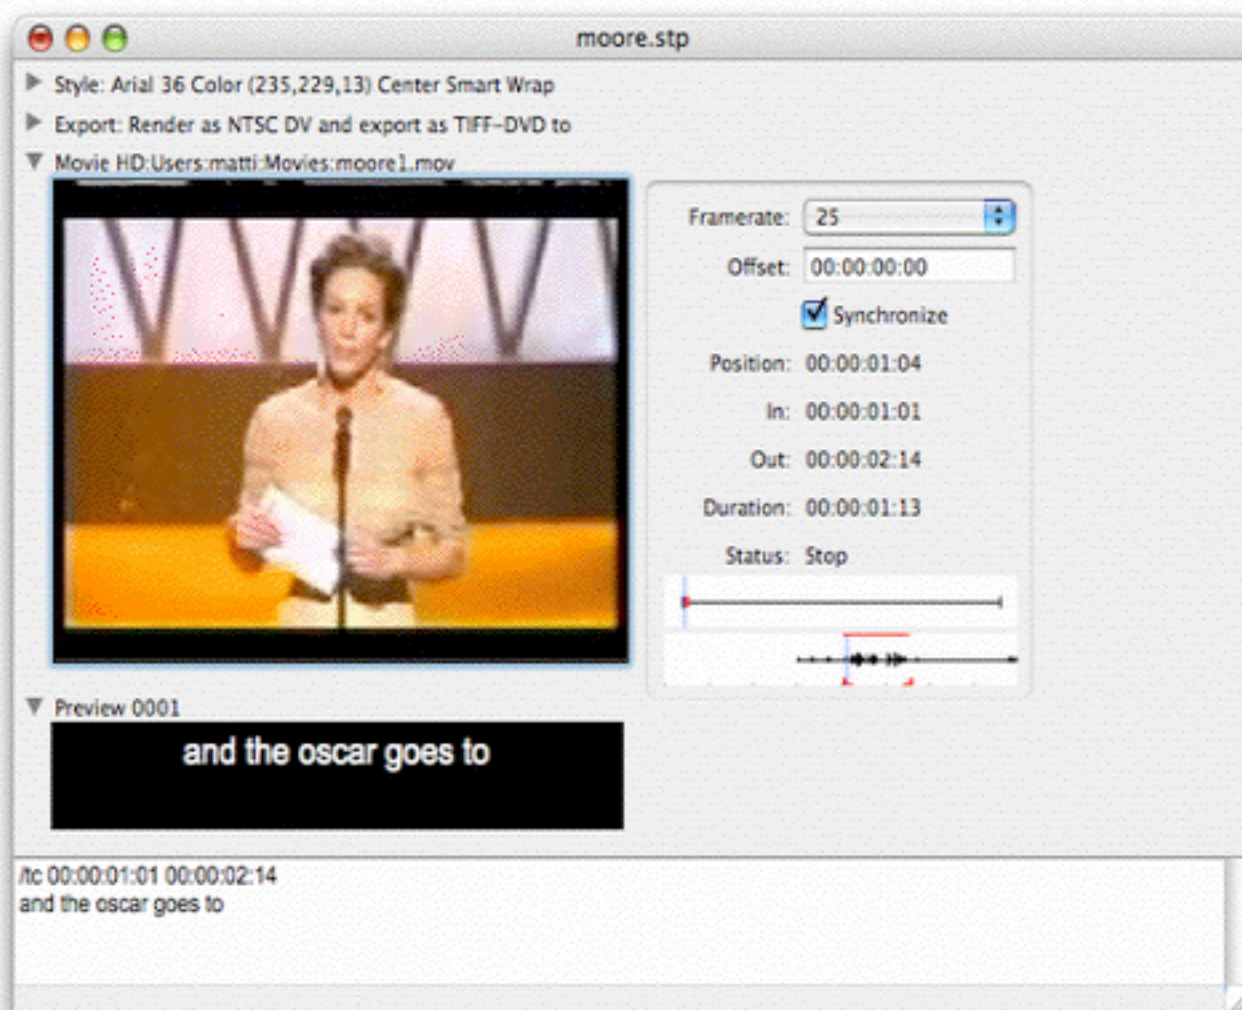 moore.stp
Style: Arial 36 Color (235,229,13) Center Smart Wrap
Export: Render as NTSC DV and export as TIFF-DVD to
Movie HD:Users:matti:Movies:moore1.mov
Framerate: 25
Offset: 00:00:00:00
Synchronize
Position: 00:00:01:04
In: 00:00:01:01
Out: 00:00:02:14
Duration: 00:00:01:13
Status: Stop
Preview 0001
and the oscar goes to
/tc 00:00:01:01 00:00:02:14
and the oscar goes to